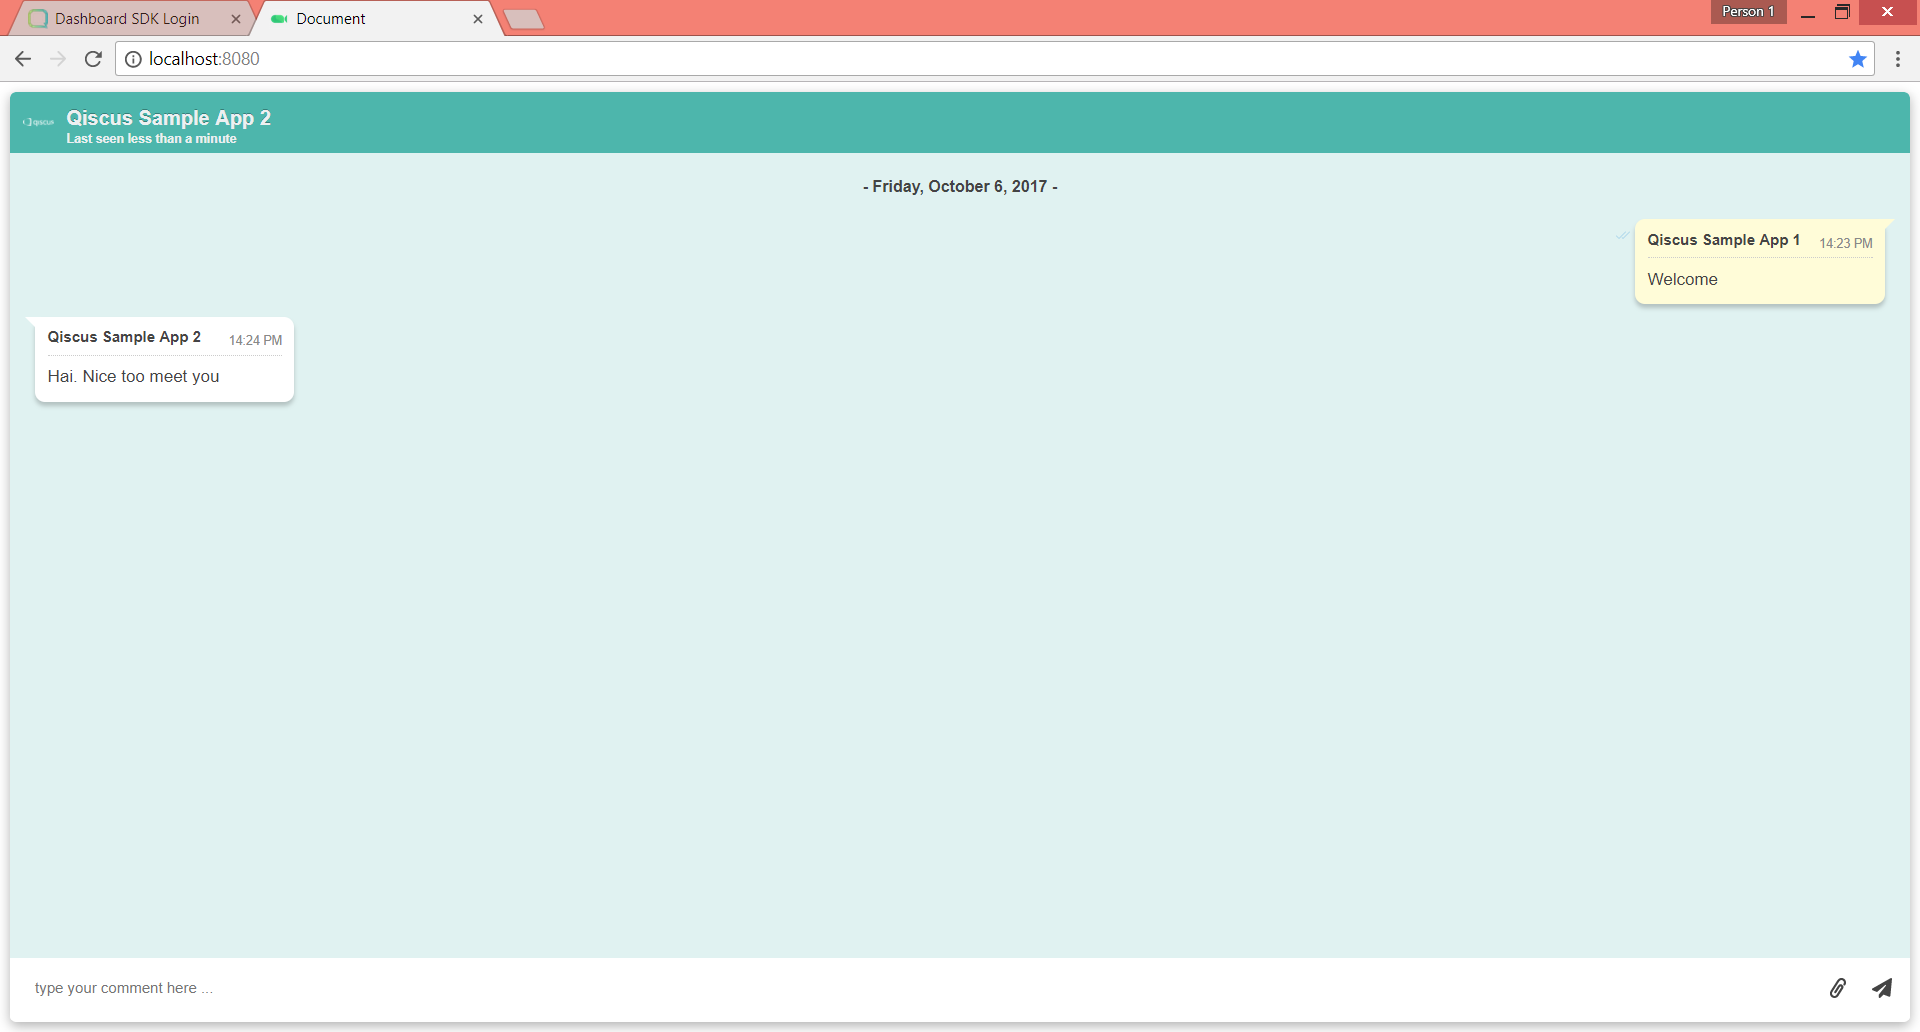 Dashboard SDK Login
Document
Person 1
localhost:8080
Qiscus
Qiscus Sample App 2
Last seen less than a minute
- Friday, October 6, 2017 -
Qiscus Sample App 1 14:23 PM
Welcome
Qiscus Sample App 2 14:24 PM
Hai. Nice too meet you
type your comment here ...